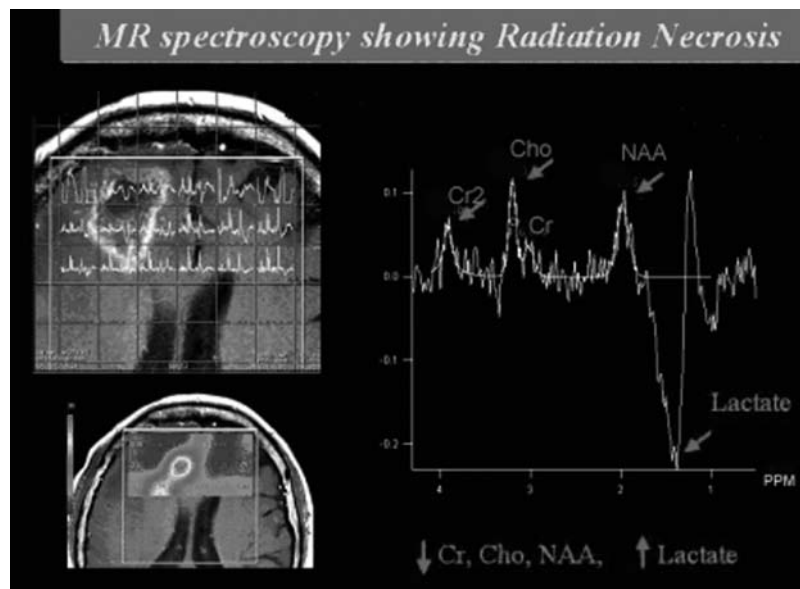 MR spectroscopy showing Radiation Necrosis
Cho
NAA
Cr2
Cr
0.1
0.0
-0.1
-0.2
Lactate
4
3
2
1
PPM
↓ Cr, Cho, NAA, ↑ Lactate